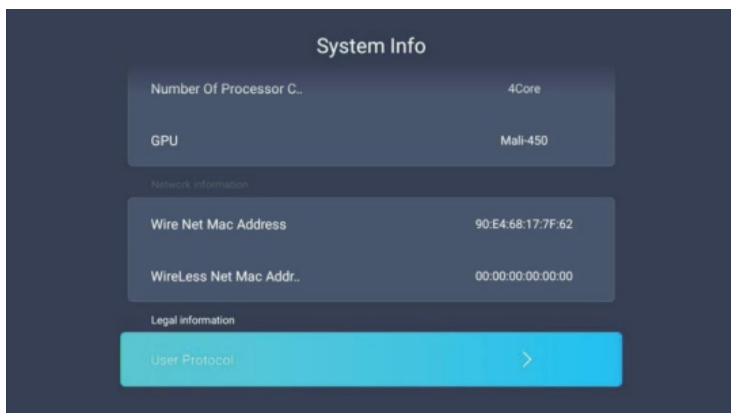 System Info
Number Of Processor C.. 4Core
GPU Mali-450
Network information
Wire Net Mac Address 90:E4:68:17:7F:62
WireLess Net Mac Addr.. 00:00:00:00:00:00
Legal information
User Protocol